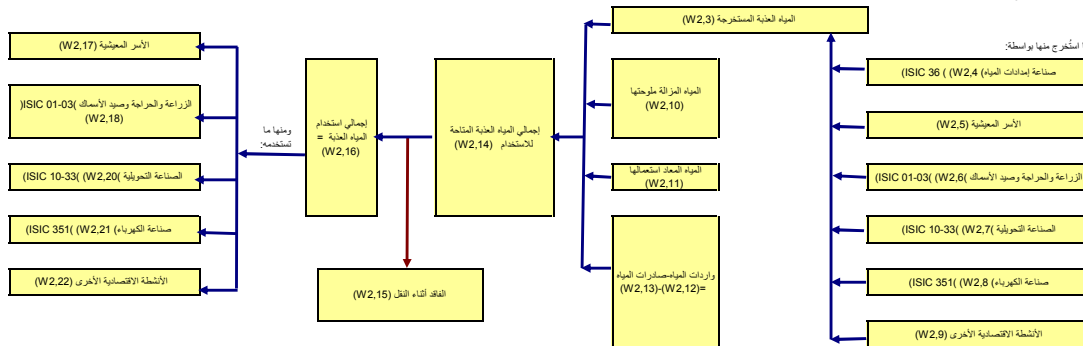 المياه العذبة المستخرجة (W2,3)
استُخرج منها بواسطة:
صناعة إمدادات المياه( W2,4) )ISIC 36)
الأسر المعيشية (W2,5)
الزراعة والحراجة وصيد الأسماك )W2,6) )ISIC 01-03)
الصناعة التحويلية )W2,7) )ISIC 10-33)
صناعة الكهرباء( W2,8) )ISIC 351)
الأنشطة الاقتصادية الأخرى (W2,9)
المياه المزالة ملوحتها
(W2,10)
المياه المعاد استعمالها
(W2,11)
واردات المياه-صادرات المياه
=(W2,12)-(W2,13)
إجمالي المياه العذبة المتاحة
للاستخدام (W2,14)
الفاقد أثناء النقل (W2,15)
إجمالي استخدام
المياه العذبة =
(W2,16)
ومنها ما
تستخدمه:
الأسر المعيشية (W2,17)
الزراعة والحراجة وصيد الأسماك )ISIC 01-03(
(W2,18)
الصناعة التحويلية )W2,20) )ISIC 10-33)
صناعة الكهرباء( W2,21) )ISIC 351)
الأنشطة الاقتصادية الأخرى (W2,22)